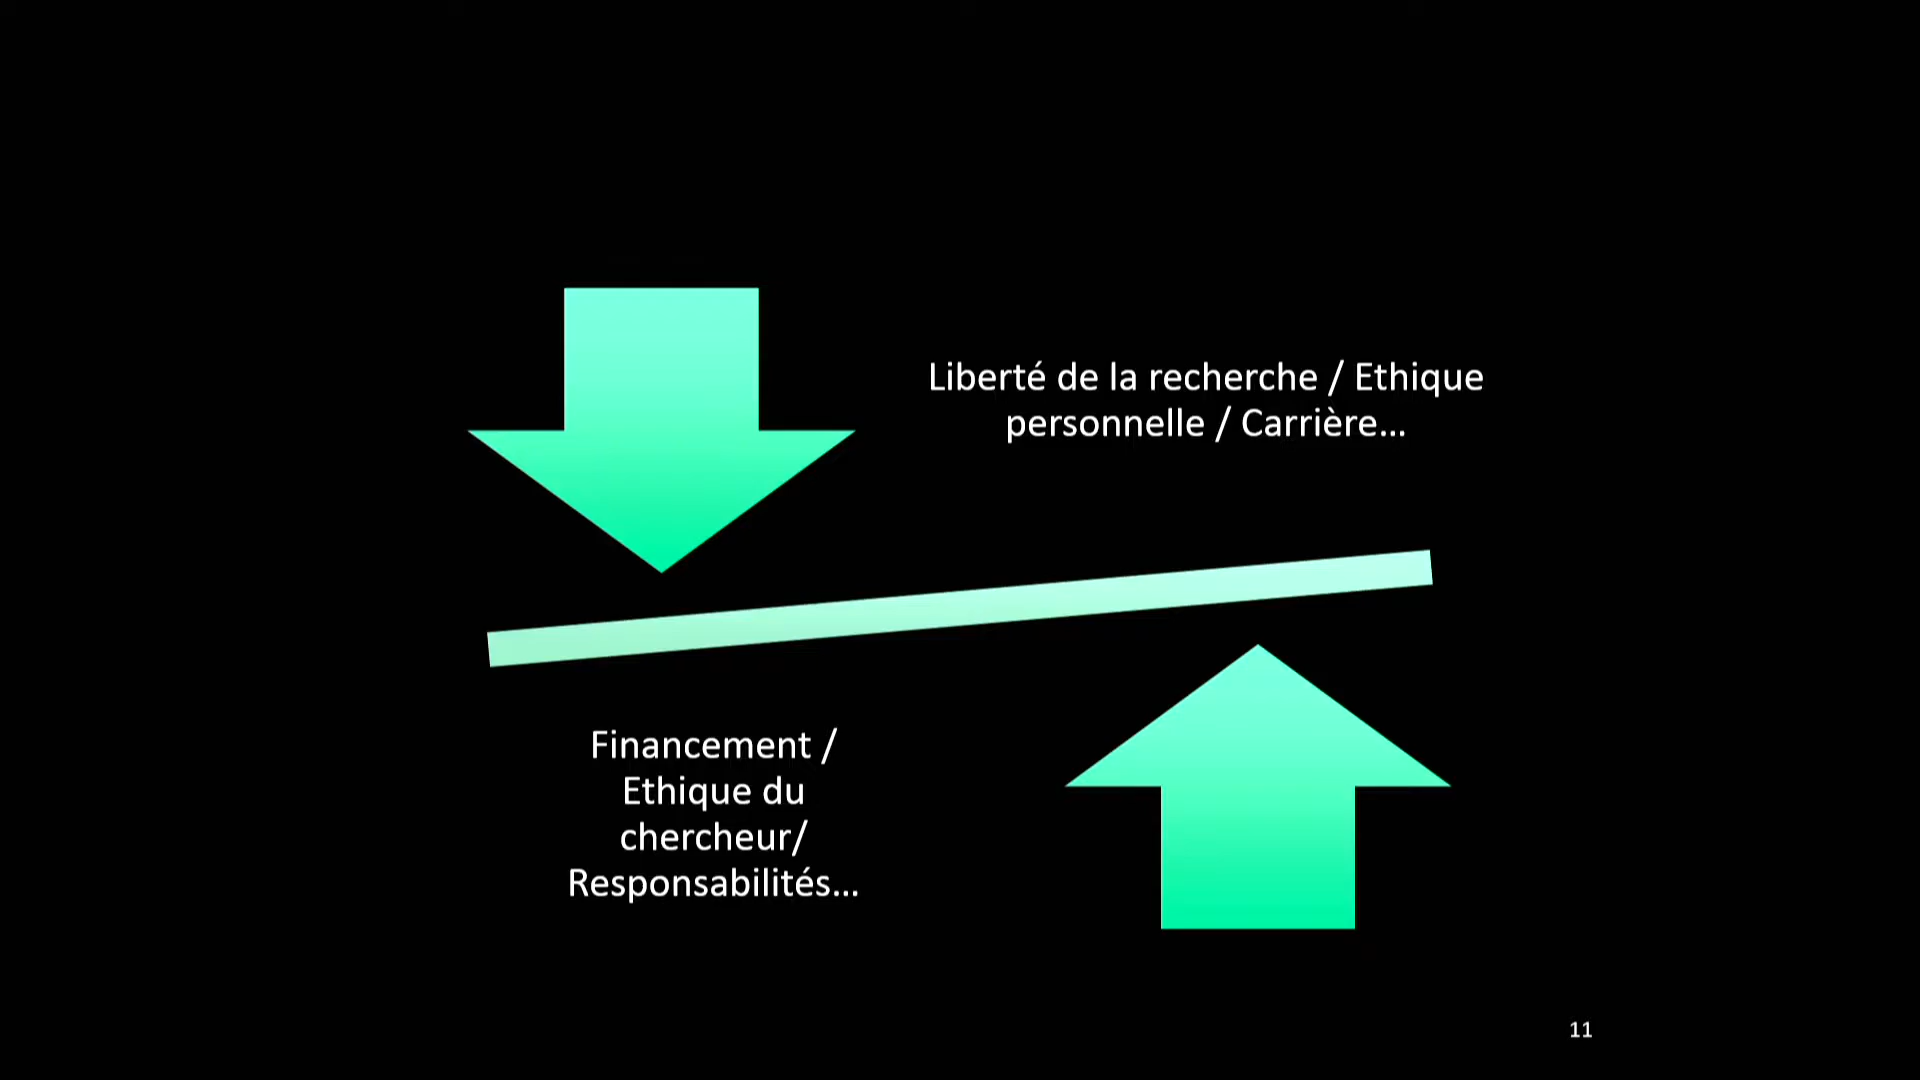 Liberté de la recherche / Ethique
personnelle / Carrière...
Financement /
Ethique du
chercheur/
Responsabilités...
11